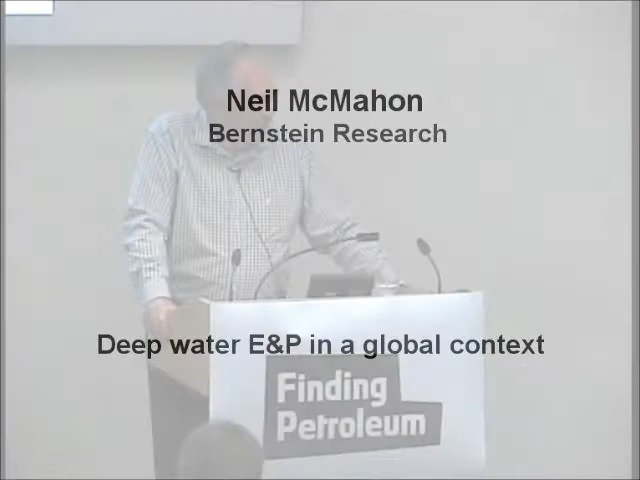 Neil McMahon
Bernstein Research
Deep water E&P in a global context
Finding
Petroleum